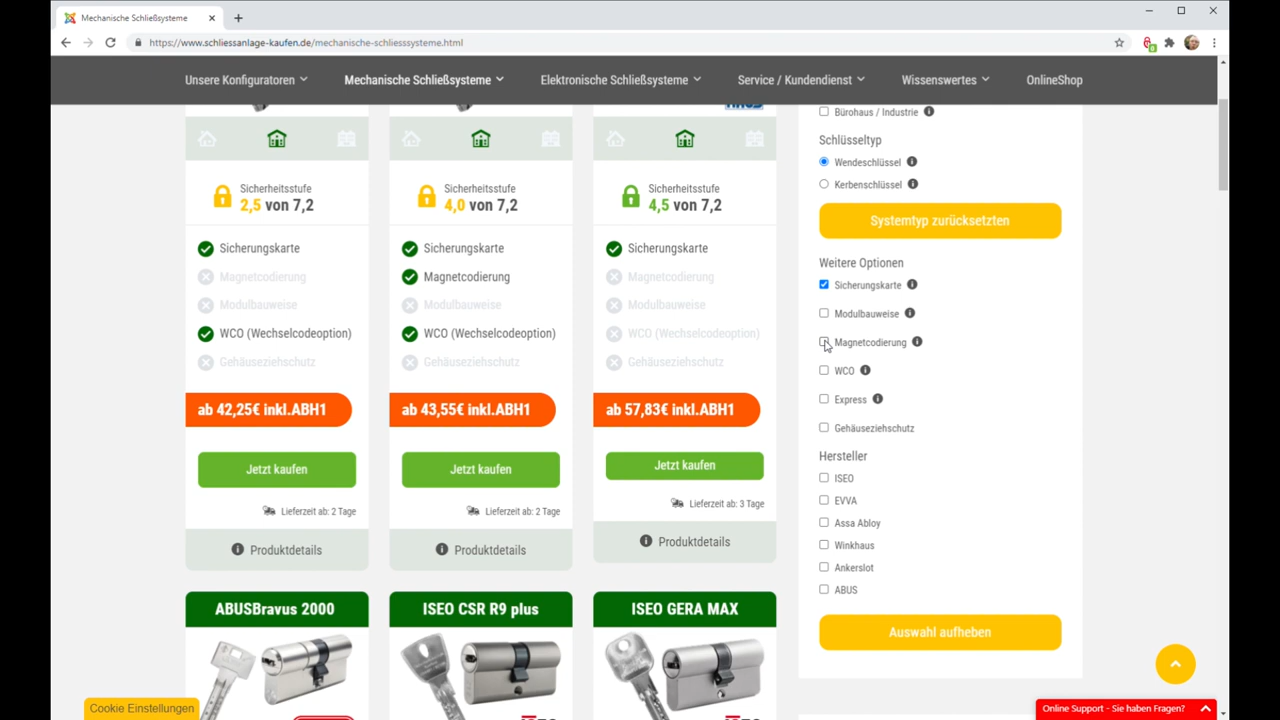 Mechanische Schließsysteme
https://www.schliessanlage-kaufen.de/mechanische-schliesssysteme.html
Unsere Konfiguratoren
Mechanische Schließsysteme
Elektronische Schließsysteme
Service / Kundendienst
Wissenswertes
OnlineShop
Sicherheitsstufe
2,5 von 7,2
Sicherungskarte
Magnetcodierung
Modulbauweise
WCO (Wechselcodeoption)
Gehäuseziehschutz
ab 42,25€ inkl.ABH1
Jetzt kaufen
Lieferzeit ab: 2 Tage
Produktdetails
Sicherheitsstufe
4,0 von 7,2
Sicherungskarte
Magnetcodierung
Modulbauweise
WCO (Wechselcodeoption)
Gehäuseziehschutz
ab 43,55€ inkl.ABH1
Jetzt kaufen
Lieferzeit ab: 2 Tage
Produktdetails
Sicherheitsstufe
4,5 von 7,2
Sicherungskarte
Magnetcodierung
Modulbauweise
WCO (Wechselcodeoption)
Gehäuseziehschutz
ab 57,83€ inkl.ABH1
Jetzt kaufen
Lieferzeit ab: 3 Tage
Produktdetails
ABUSBravus 2000
ISEO CSR R9 plus
ISEO GERA MAX
Bürohaus / Industrie
Schlüsseltyp
Wendeschlüssel
Kerbenschlüssel
Systemtyp zurücksetzten
Weitere Optionen
Sicherungskarte
Modulbauweise
Magnetcodierung
WCO
Express
Gehäuseziehschutz
Hersteller
ISEO
EVVA
Assa Abloy
Winkhaus
Ankerslot
ABUS
Auswahl aufheben
Cookie Einstellungen
Online Support - Sie haben Fragen?